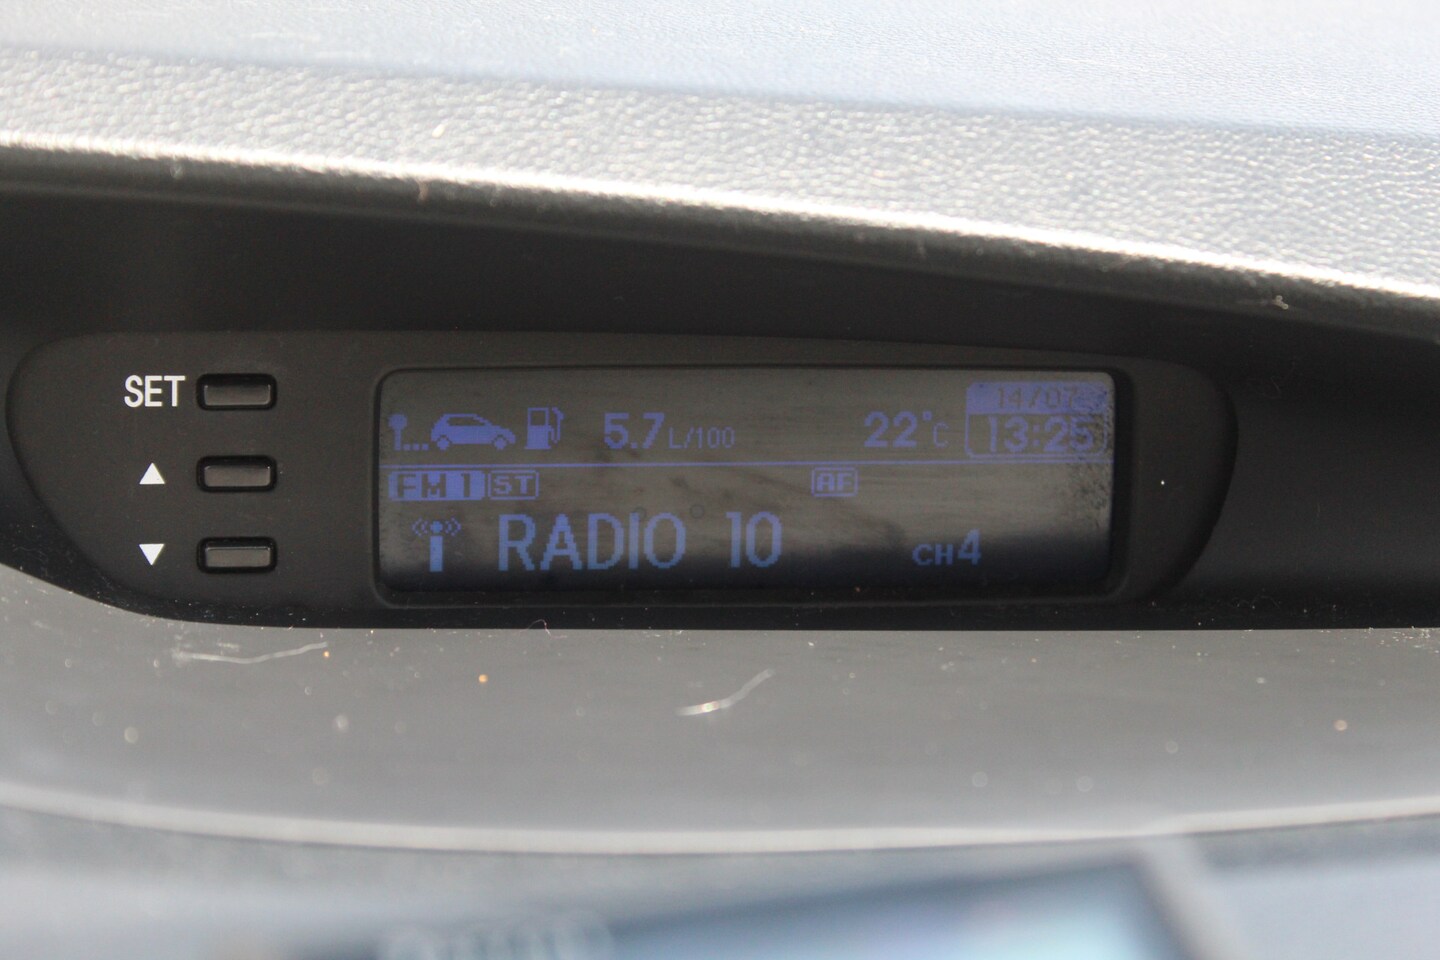 SET
14/07
5.7 L/100
22°C
13:25
FM 1 ST AF
RADIO 10 CH4